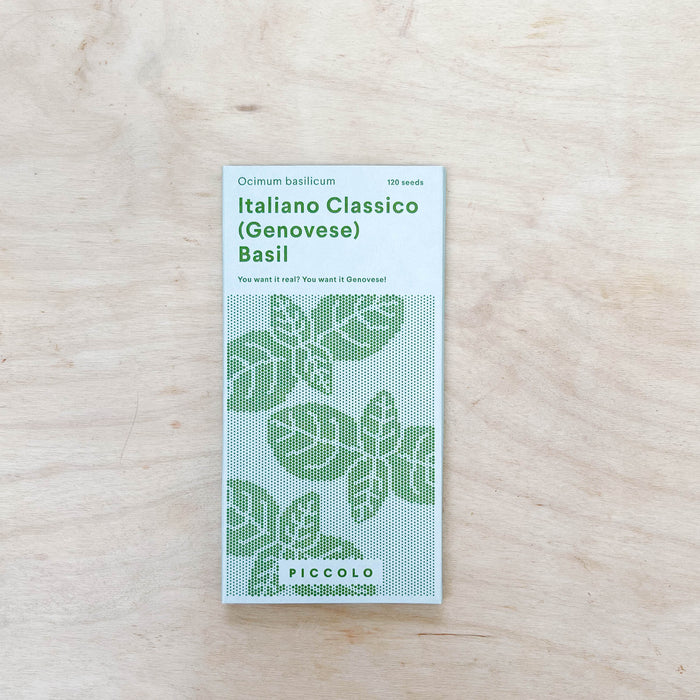 Ocimum basilicum 120 seeds
Italiano Classico
(Genovese)
Basil
You want it real? You want it Genovese!
PICCOLO